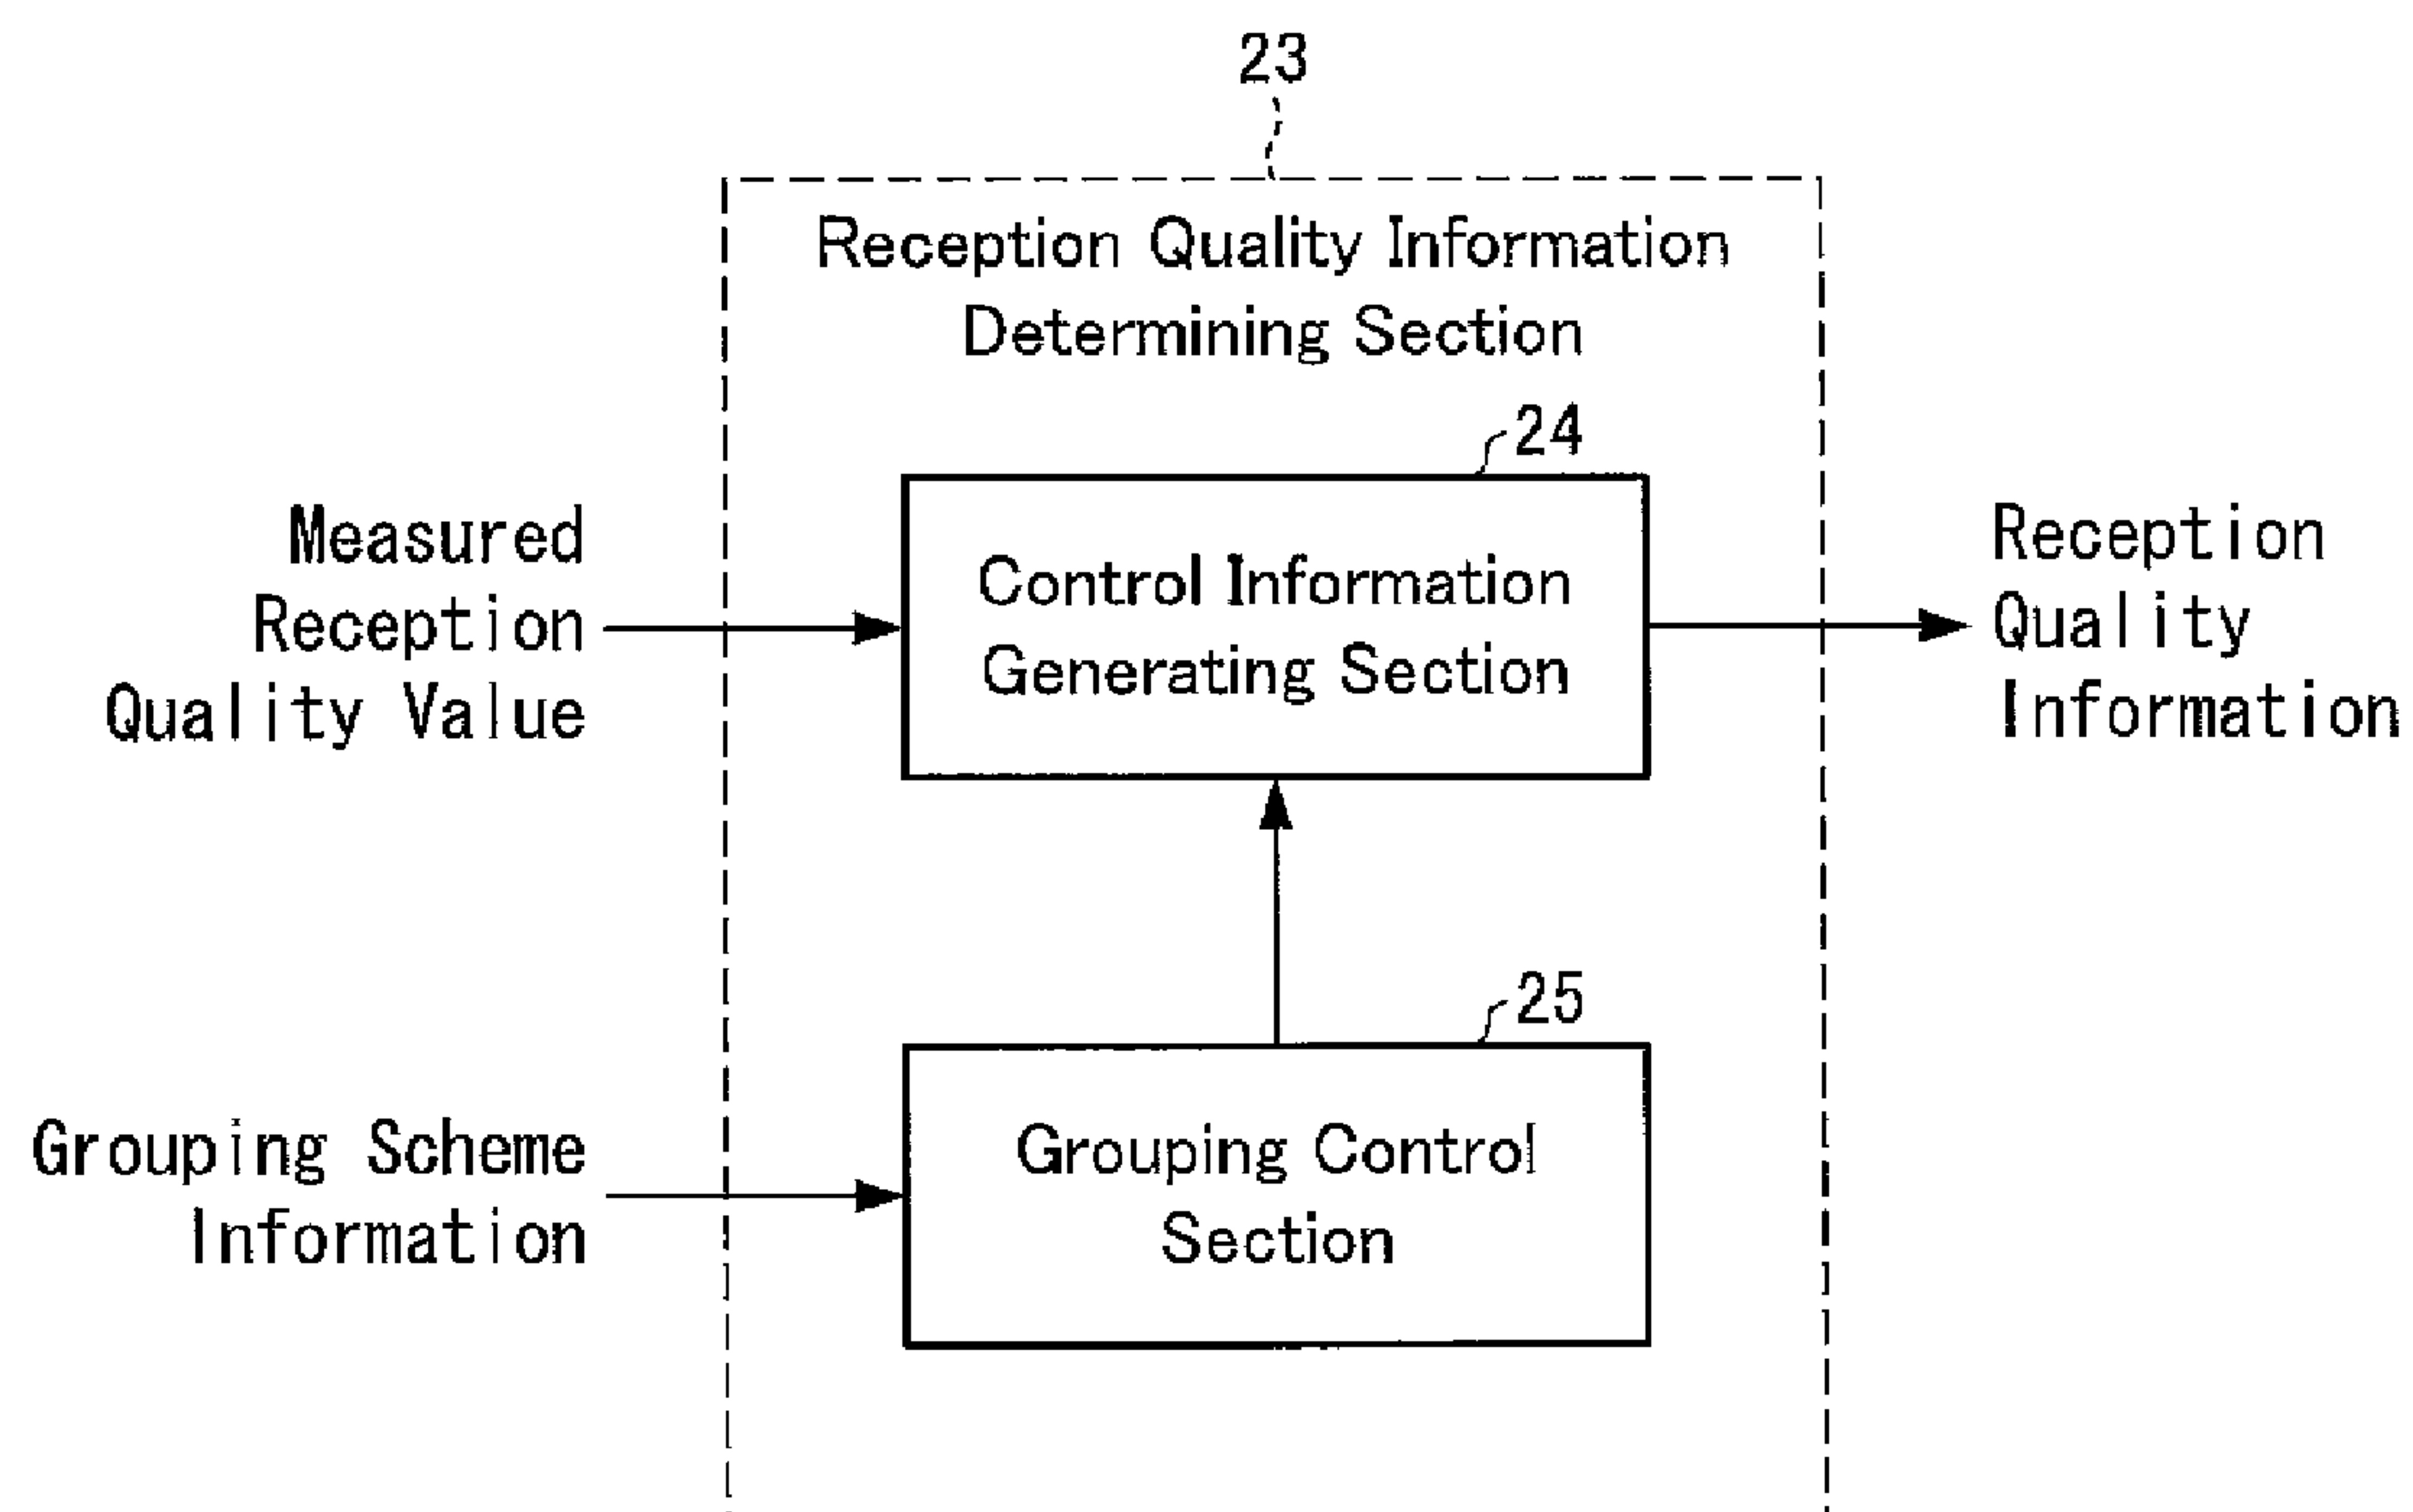 23
Reception Quality Information
Determining Section
24
Measured
Reception
Quality Value
Control Information
Generating Section
Reception
Quality
Information
25
Grouping Scheme
Information
Grouping Control
Section